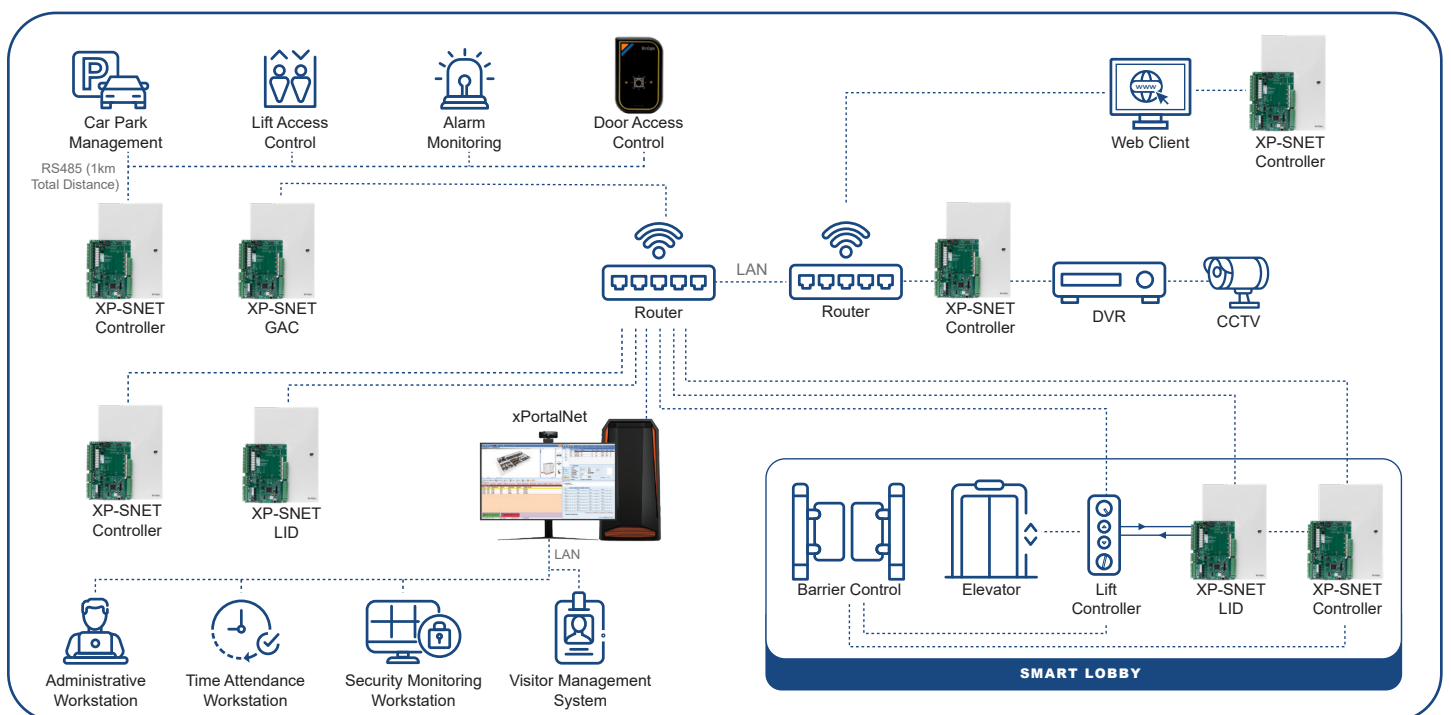 P
Car Park
Management
Lift Access
Control
Alarm
Monitoring
Door Access
Control
www
Web Client
XP-SNET
Controller
RS485 (1km
Total Distance)
XP-SNET
Controller
XP-SNET
GAC
Router
LAN
Router
XP-SNET
Controller
DVR
CCTV
XP-SNET
Controller
XP-SNET
LID
xPortalNet
LAN
Barrier Control
Elevator
Lift
Controller
XP-SNET
LID
XP-SNET
Controller
SMART LOBBY
Administrative
Workstation
Time Attendance
Workstation
Security Monitoring
Workstation
Visitor Management
System